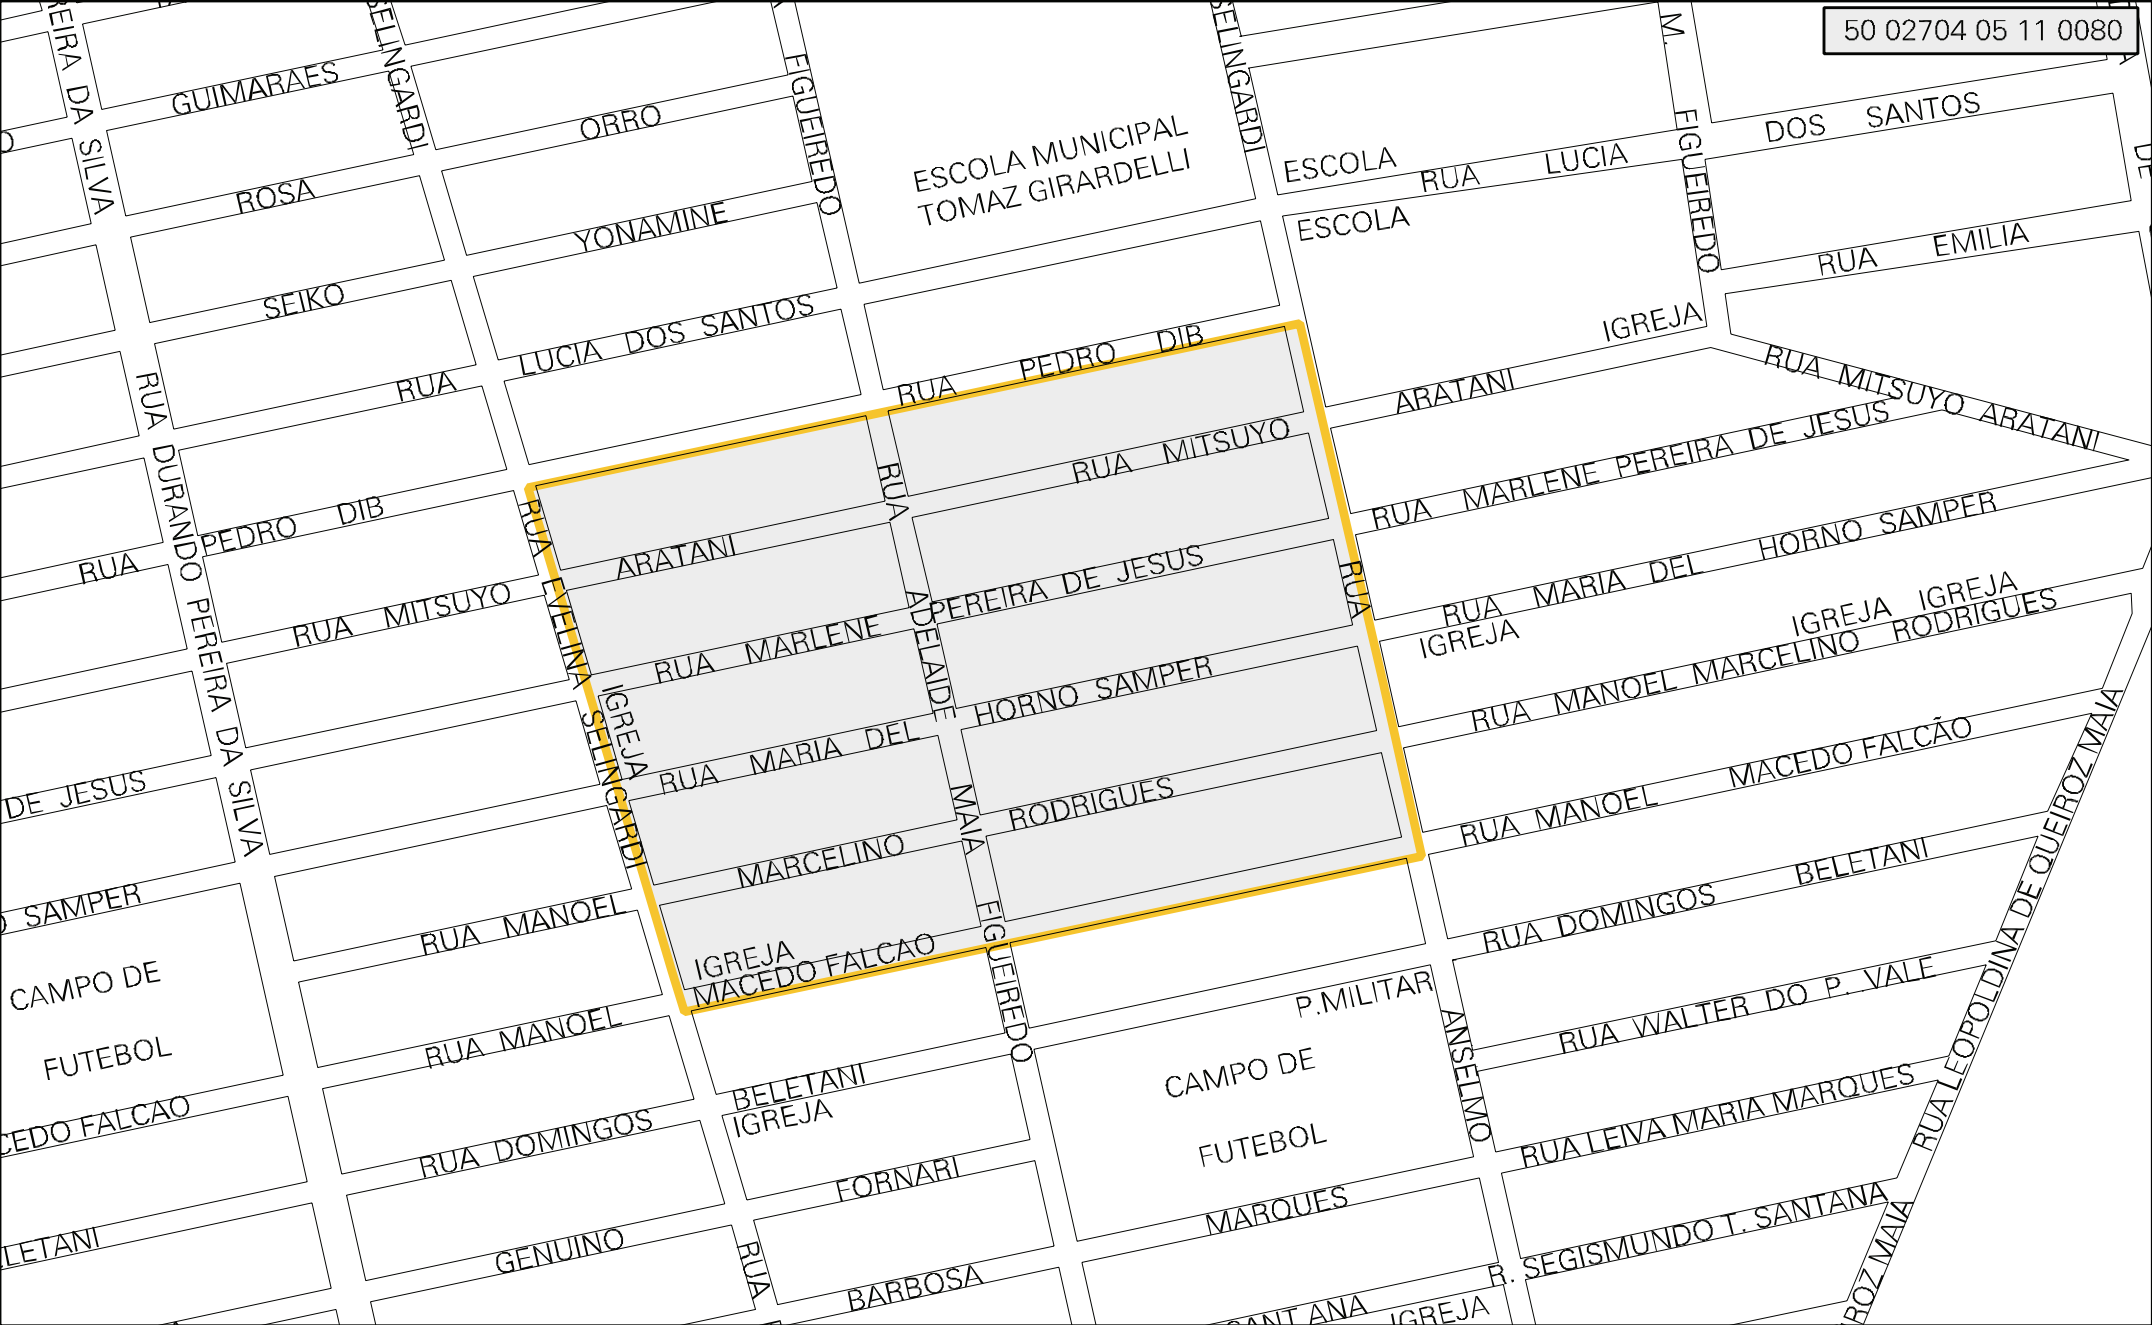 50 02704 05 11 0080
EIRA DA SILVA
SELINGARDI
FIGUEIREDO
SELINGARDI
M. FIGUEIREDO
GUIMARAES
ORRO
ROSA
YONAMINE
SEIKO
ESCOLA MUNICIPAL
TOMAZ GIRARDELLI
ESCOLA
RUA LUCIA DOS SANTOS
ESCOLA
DE
RUA EMILIA
IGREJA
RUA LUCIA DOS SANTOS
RUA PEDRO DIB
RUA PEDRO DIB
RUA MITSUYO ARATANI
RUA MITSUYO ARATANI
RUA MITSUYO ARATANI
RUA DURANDO PEREIRA DA SILVA
RUA EVELINA SELINGARDI
RUA ADELAIDE MAIA FIGUEIREDO
RUA ANSELMO
RUA MARLENE PEREIRA DE JESUS
RUA MARLENE PEREIRA DE JESUS
DE JESUS
RUA MARIA DEL HORNO SAMPER
RUA MARIA DEL HORNO SAMPER
SAMPER
IGREJA
IGREJA
IGREJA IGREJA
RUA MANOEL MARCELINO RODRIGUES
RUA MANOEL MARCELINO RODRIGUES
RUA MANOEL MACEDO FALCÃO
RUA MANOEL MACEDO FALCAO
IGREJA
CEDO FALCAO
CAMPO DE
FUTEBOL
RUA DOMINGOS BELETANI
RUA DOMINGOS BELETANI
IGREJA
LETANI
P.MILITAR
CAMPO DE
FUTEBOL
RUA WALTER DO P. VALE
RUA LEIVA MARIA MARQUES
RUA LEOPOLDINA DE QUEIROZ MAIA
ROZ MAIA
GENUINO FORNARI
BARBOSA MARQUES
R. SEGISMUNDO T. SANTANA
SANT ANA
IGREJA
RUA